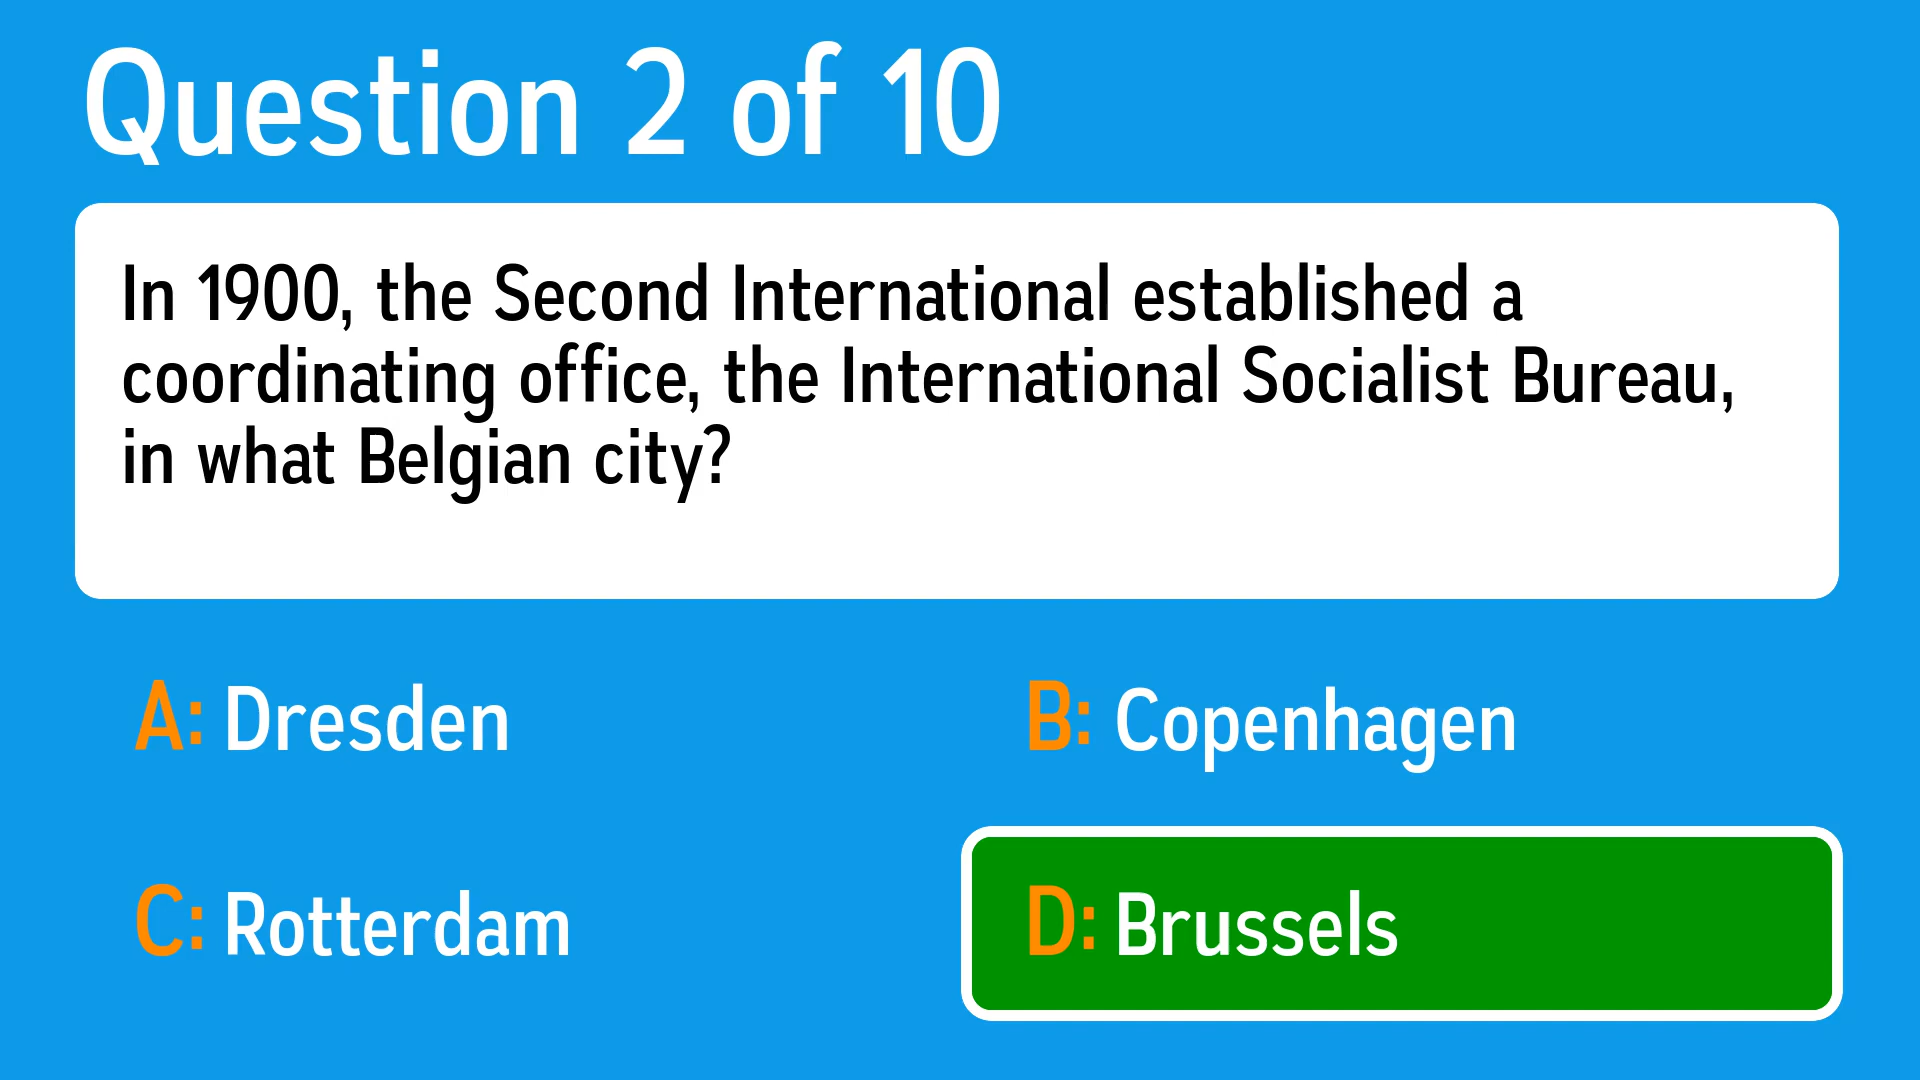 Question 2 of 10
In 1900, the Second International established a
coordinating office, the International Socialist Bureau,
in what Belgian city?
A: Dresden
B: Copenhagen
C: Rotterdam
D: Brussels